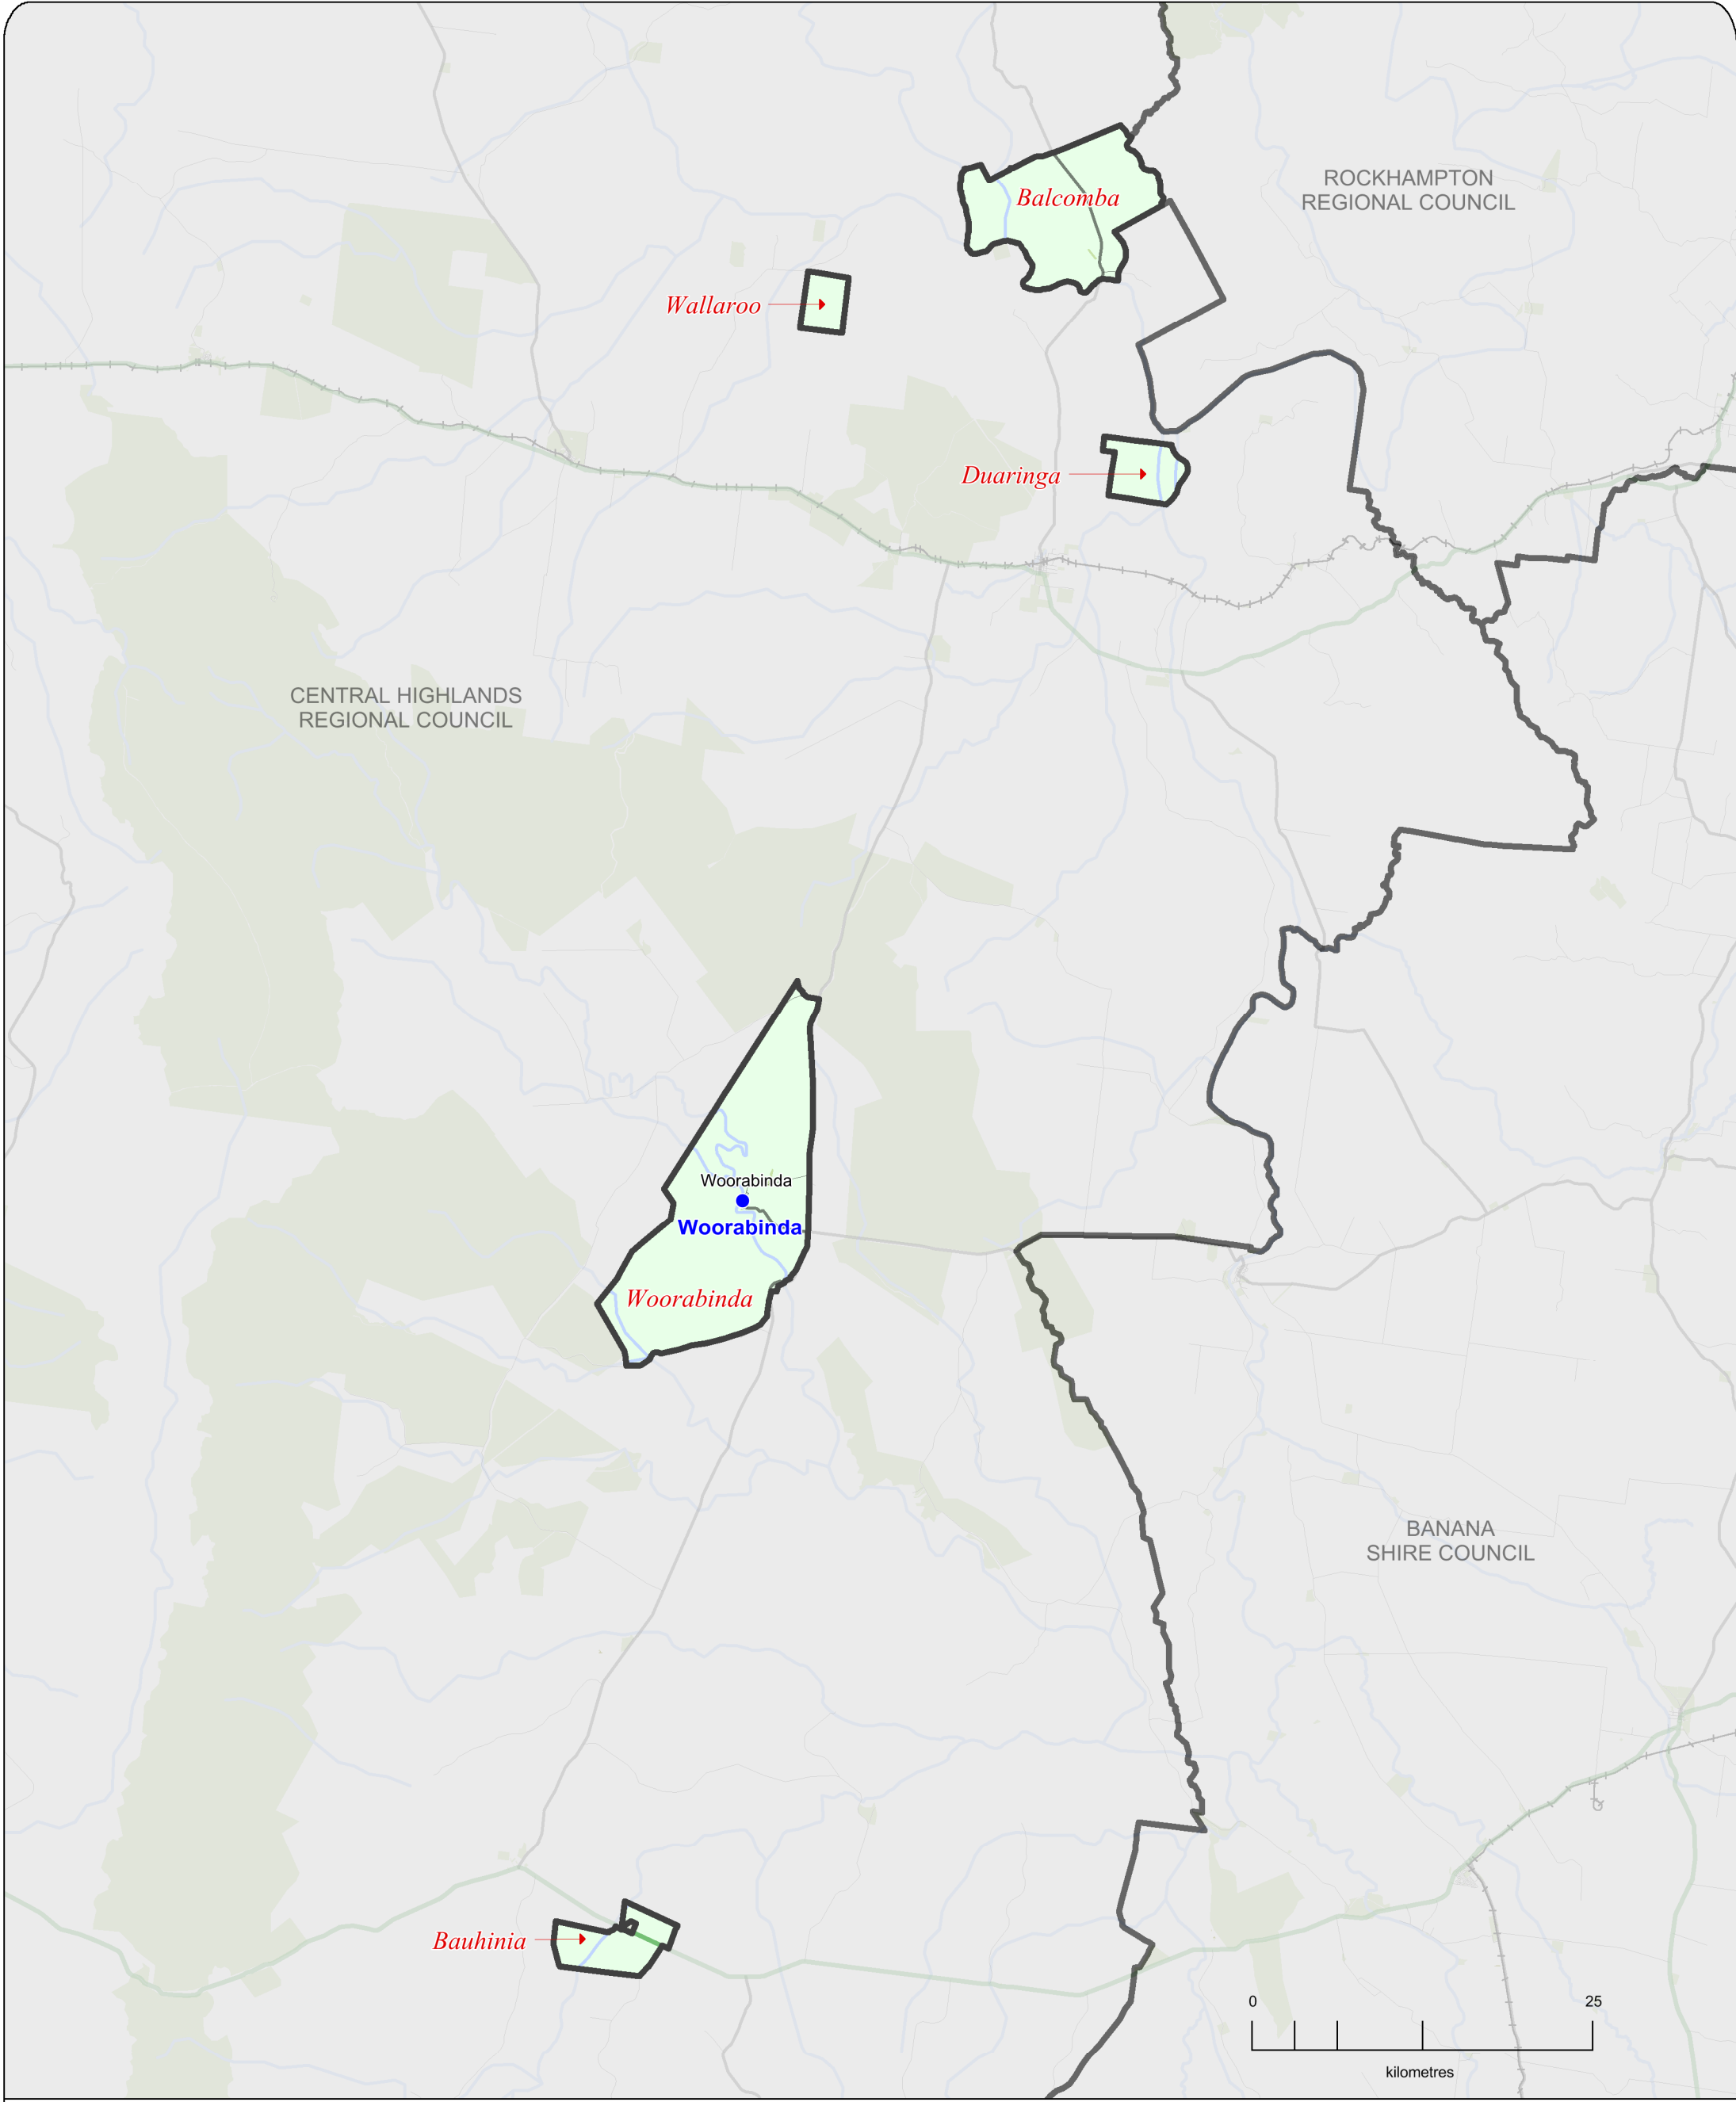 ROCKHAMPTON
REGIONAL COUNCIL
Balcomba
Wallaroo
Duaringa
CENTRAL HIGHLANDS
REGIONAL COUNCIL
Woorabinda
Woorabinda
Woorabinda
BANANA
SHIRE COUNCIL
Bauhinia
0 25
kilometres